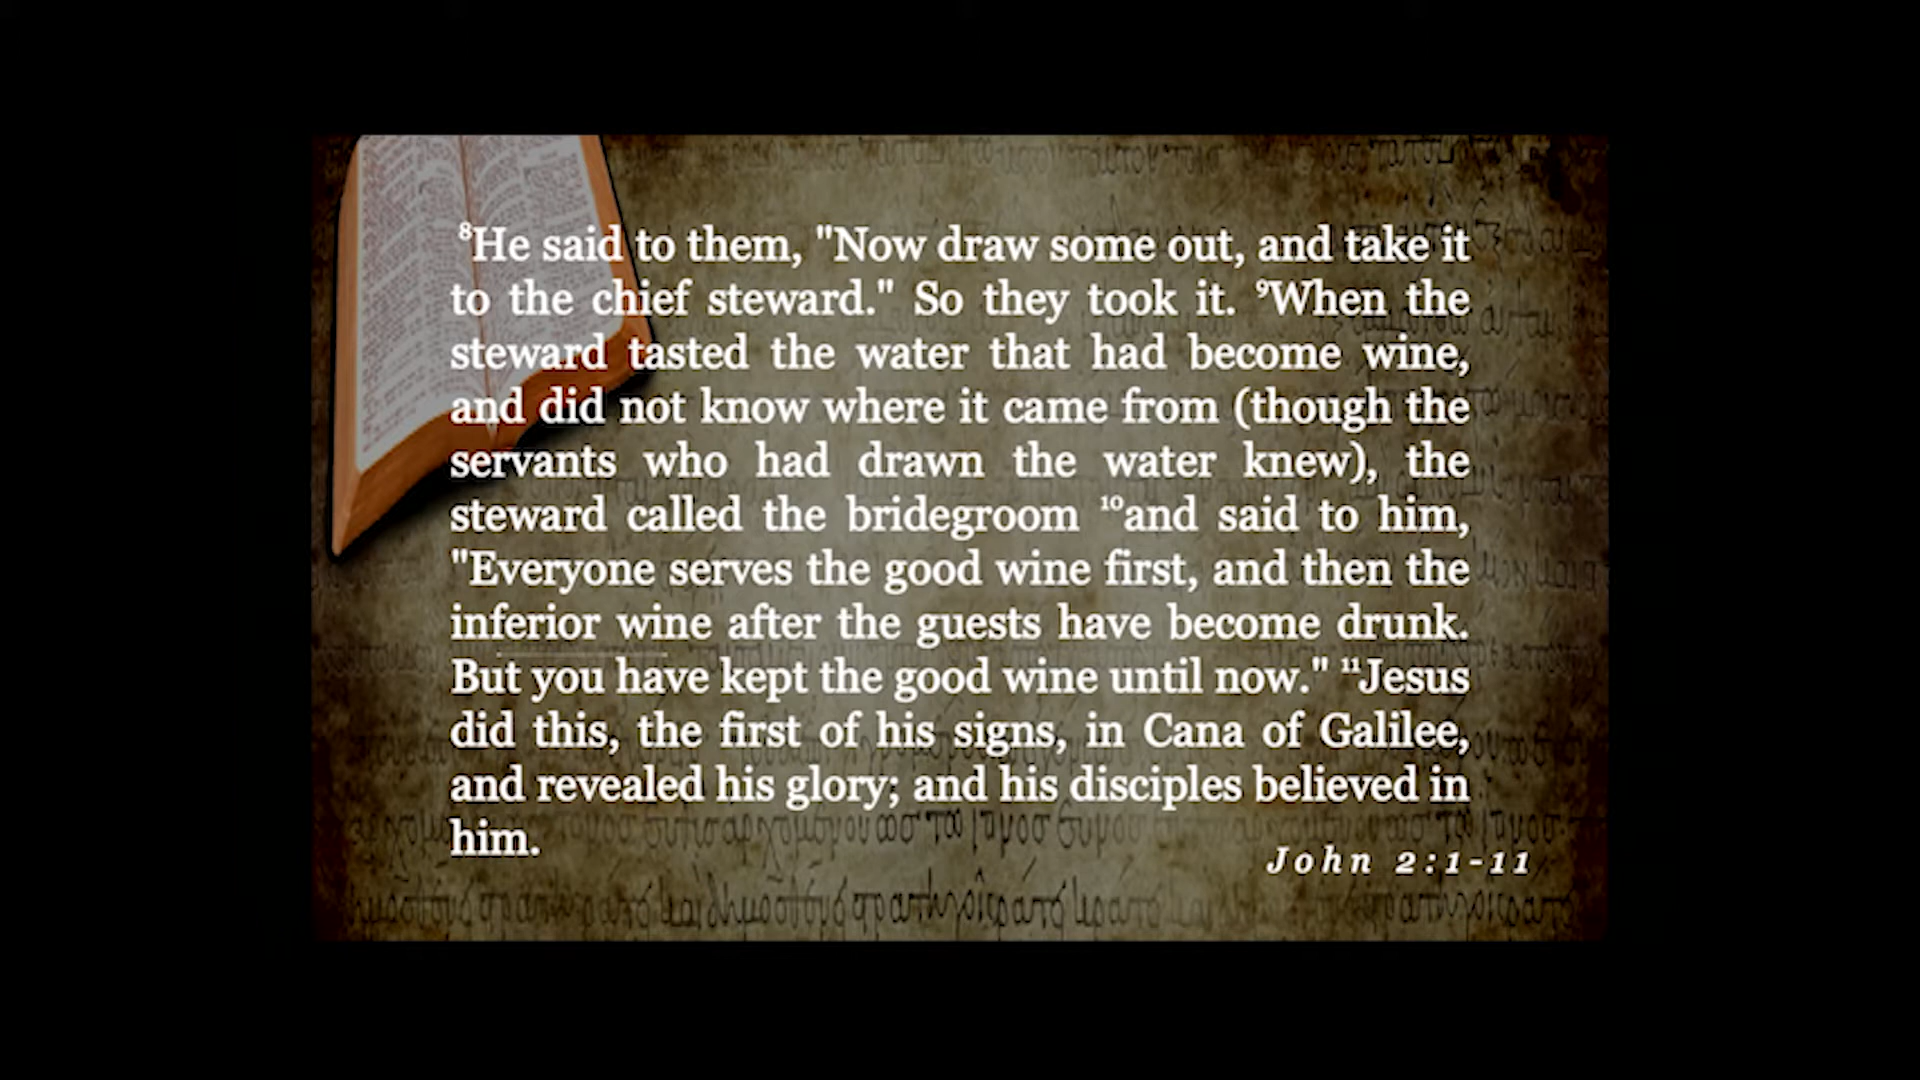 ⁸He said to them, "Now draw some out, and take it
to the chief steward." So they took it. ⁹When the
steward tasted the water that had become wine,
and did not know where it came from (though the
servants who had drawn the water knew), the
steward called the bridegroom ¹⁰and said to him,
"Everyone serves the good wine first, and then the
inferior wine after the guests have become drunk.
But you have kept the good wine until now." ¹¹Jesus
did this, the first of his signs, in Cana of Galilee,
and revealed his glory; and his disciples believed in
him.
John 2:1-11